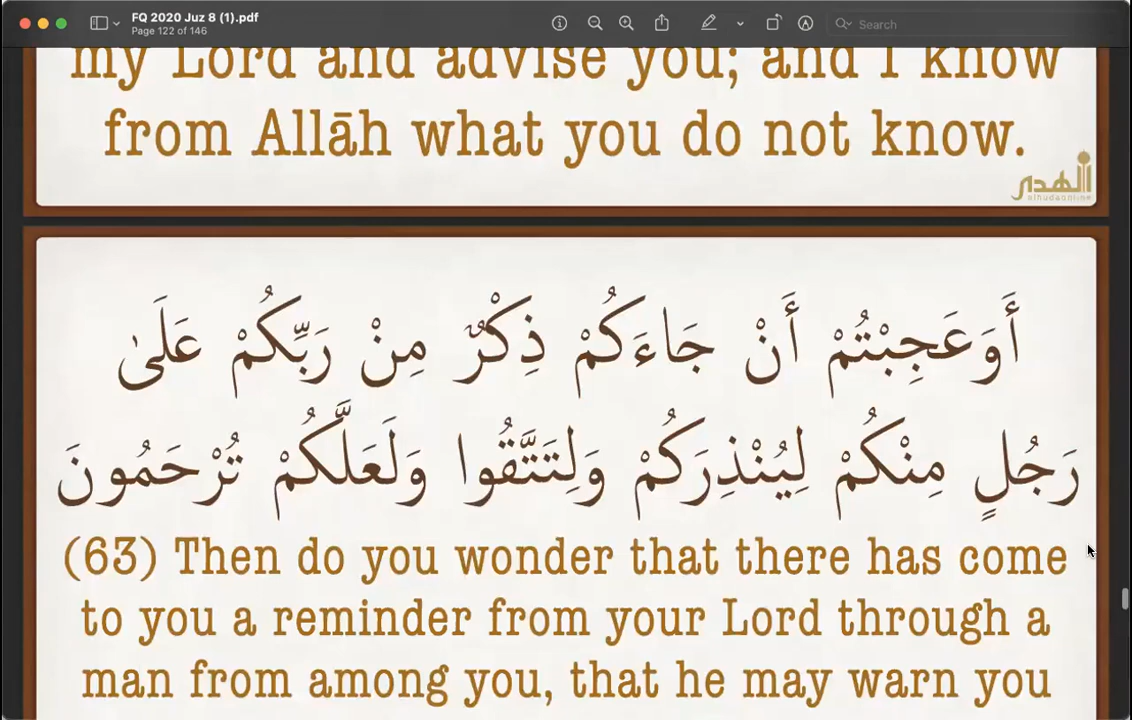 FQ 2020 Juz 8 (1).pdf
Page 122 of 146
Search
my Lord and advise you; and I know
from Allāh what you do not know.
الهدى
alhudaonline
أَوَعَجِبْتُمْ أَنْ جَاءَكُمْ ذِكْرٌ مِنْ رَبِّكُمْ عَلَىٰ
رَجُلٍ مِنْكُمْ لِيُنْذِرَكُمْ وَلِتَتَّقُوا وَلَعَلَّكُمْ تُرْحَمُونَ
(63) Then do you wonder that there has come
to you a reminder from your Lord through a
man from among you, that he may warn you